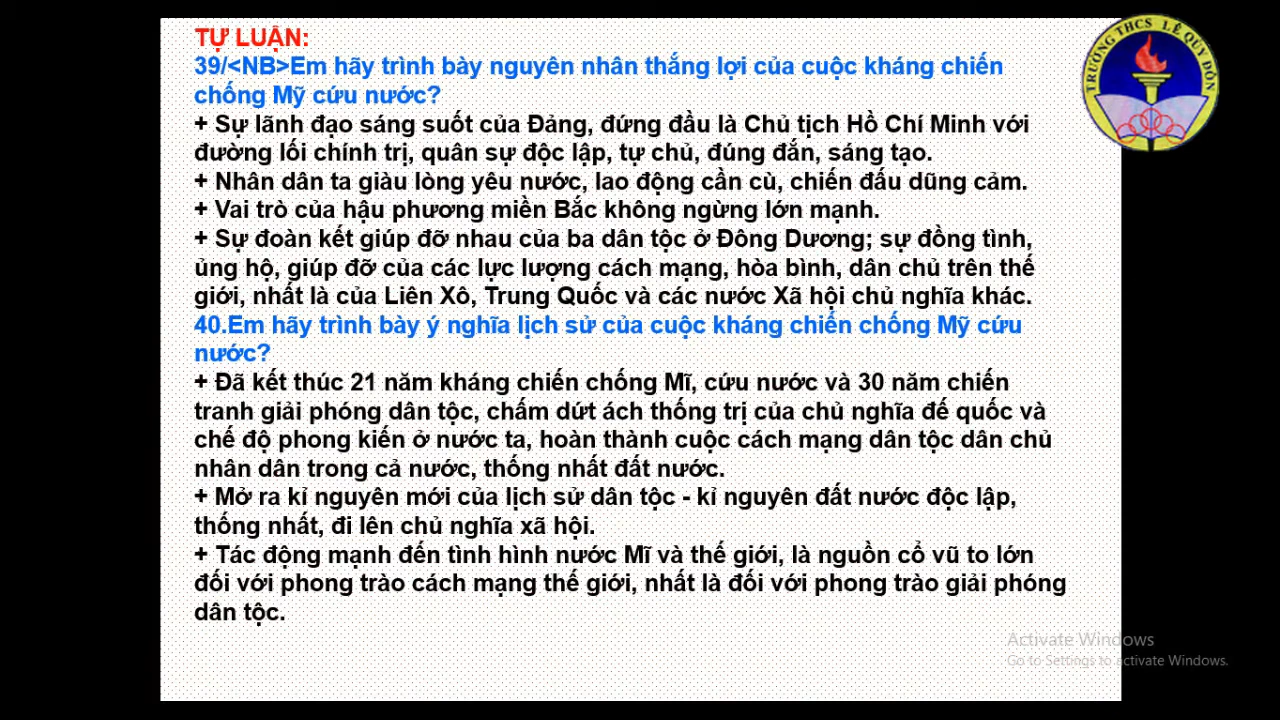 TỰ LUẬN:
39/<NB>Em hãy trình bày nguyên nhân thắng lợi của cuộc kháng chiến
chống Mỹ cứu nước?
+ Sự lãnh đạo sáng suốt của Đảng, đứng đầu là Chủ tịch Hồ Chí Minh với
đường lối chính trị, quân sự độc lập, tự chủ, đúng đắn, sáng tạo.
+ Nhân dân ta giàu lòng yêu nước, lao động cần cù, chiến đấu dũng cảm.
+ Vai trò của hậu phương miền Bắc không ngừng lớn mạnh.
+ Sự đoàn kết giúp đỡ nhau của ba dân tộc ở Đông Dương; sự đồng tình,
ủng hộ, giúp đỡ của các lực lượng cách mạng, hòa bình, dân chủ trên thế
giới, nhất là của Liên Xô, Trung Quốc và các nước Xã hội chủ nghĩa khác.
40.Em hãy trình bày ý nghĩa lịch sử của cuộc kháng chiến chống Mỹ cứu
nước?
+ Đã kết thúc 21 năm kháng chiến chống Mĩ, cứu nước và 30 năm chiến
tranh giải phóng dân tộc, chấm dứt ách thống trị của chủ nghĩa đế quốc và
chế độ phong kiến ở nước ta, hoàn thành cuộc cách mạng dân tộc dân chủ
nhân dân trong cả nước, thống nhất đất nước.
+ Mở ra kỉ nguyên mới của lịch sử dân tộc - kỉ nguyên đất nước độc lập,
thống nhất, đi lên chủ nghĩa xã hội.
+ Tác động mạnh đến tình hình nước Mĩ và thế giới, là nguồn cổ vũ to lớn
đối với phong trào cách mạng thế giới, nhất là đối với phong trào giải phóng
dân tộc.
TRƯỜNG THCS LÊ QUÝ ĐÔN
Activate Windows
Go to Settings to activate Windows.